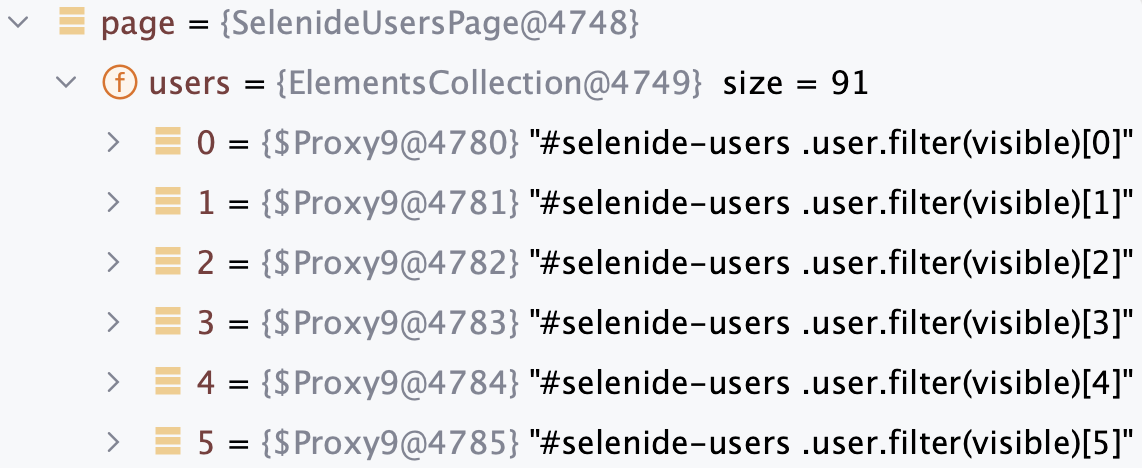 page = {SelenideUsersPage@4748}
f users = {ElementsCollection@4749} size = 91
0 = {$Proxy9@4780} "#selenide-users .user.filter(visible)[0]"
1 = {$Proxy9@4781} "#selenide-users .user.filter(visible)[1]"
2 = {$Proxy9@4782} "#selenide-users .user.filter(visible)[2]"
3 = {$Proxy9@4783} "#selenide-users .user.filter(visible)[3]"
4 = {$Proxy9@4784} "#selenide-users .user.filter(visible)[4]"
5 = {$Proxy9@4785} "#selenide-users .user.filter(visible)[5]"